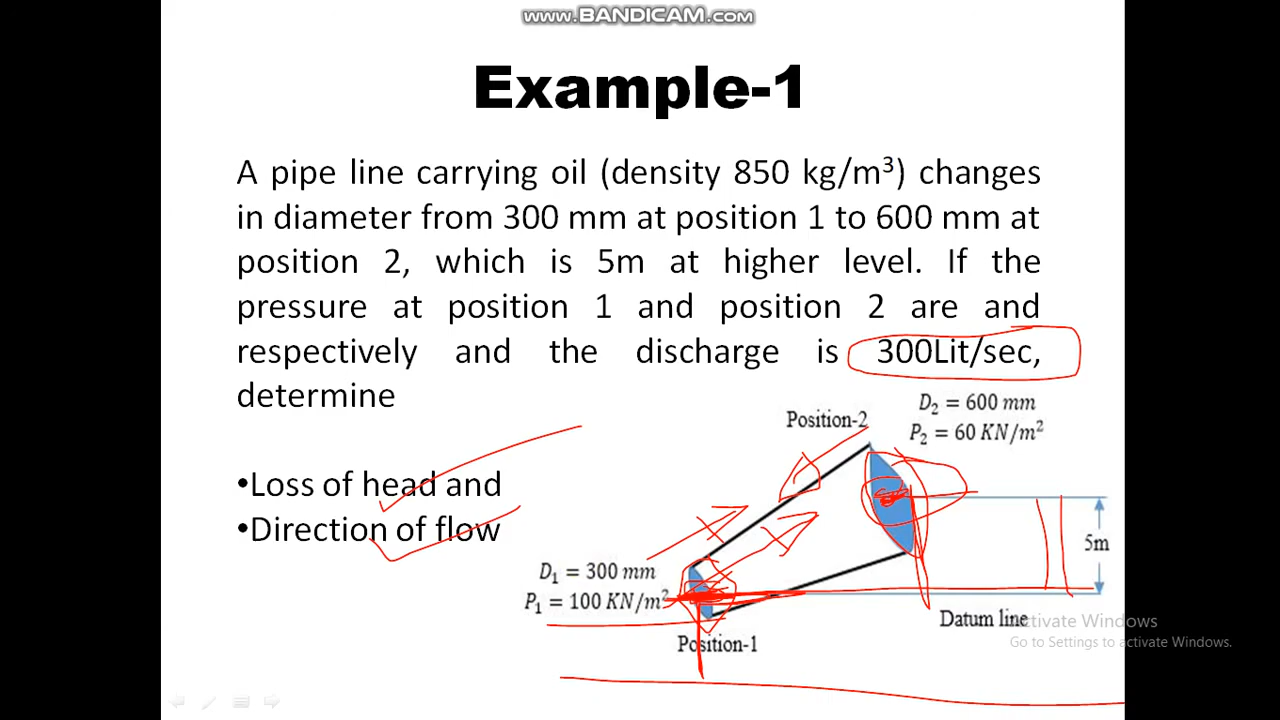 www.BANDICAM.com
Example-1
A pipe line carrying oil (density 850 kg/m³) changes
in diameter from 300 mm at position 1 to 600 mm at
position 2, which is 5m at higher level. If the
pressure at position 1 and position 2 are and
respectively and the discharge is 300Lit/sec,
determine
•Loss of head and
•Direction of flow
Position-2
D₂ = 600 mm
P₂ = 60 KN/m²
5m
D₁ = 300 mm
P₁ = 100 KN/m²
Datum line
Position-1
Activate Windows
Go to Settings to activate Windows.